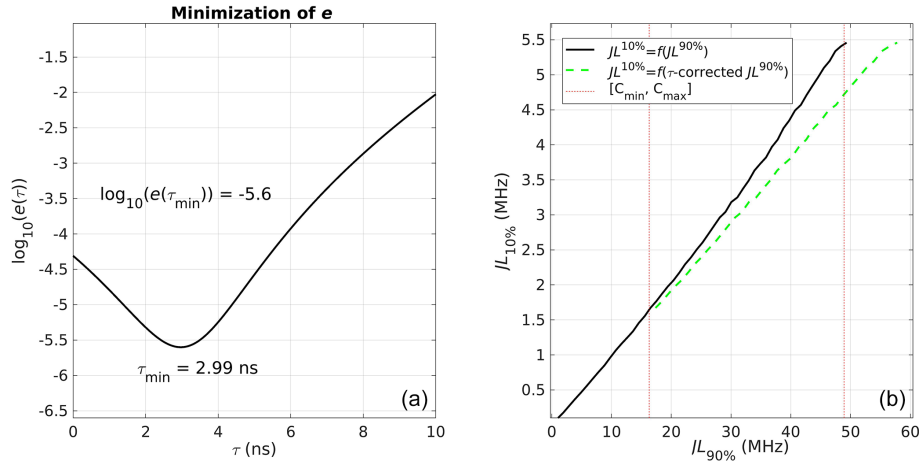 Minimization of e
-1.5
-2
-2.5
-3
-3.5
-4
-4.5
-5
-5.5
-6
-6.5
log10(e(τ))
log10(e(τmin)) = -5.6
τmin = 2.99 ns
(a)
0 2 4 6 8 10
τ (ns)
5.5
5
4.5
4
3.5
3
2.5
2
1.5
1
0.5
JL10% (MHz)
JL10%=f(JL90%)
JL10%=f(τ-corrected JL90%)
[Cmin, Cmax]
(b)
0 10 20 30 40 50 60
JL90% (MHz)